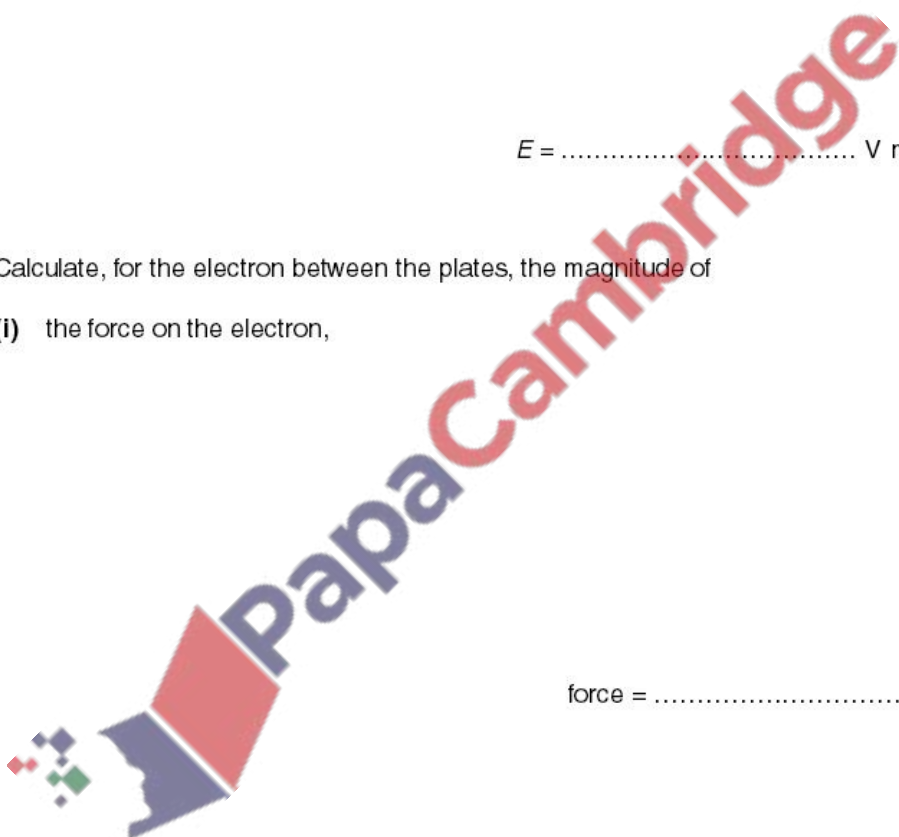 E = .................................... V
Calculate, for the electron between the plates, the magnitude of
(i) the force on the electron,
PapaCambridge
force = ..............................